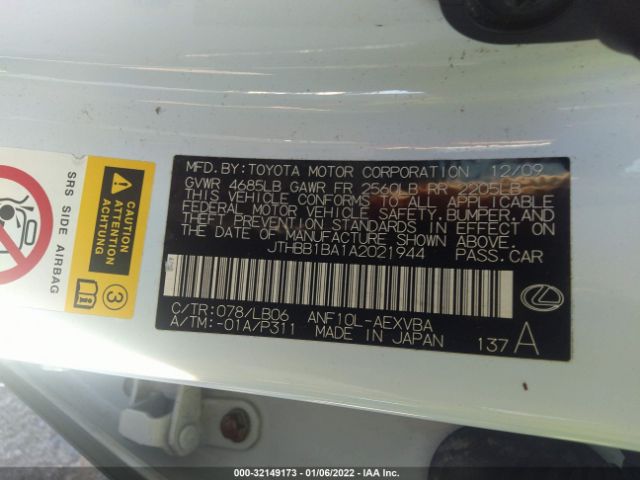 MFD.BY:TOYOTA MOTOR CORPORATION 12/09
GVWR 4685LB GAWR FR 2560LB RR 2205LB
THIS VEHICLE CONFORMS TO ALL APPLICABLE
FEDERAL MOTOR VEHICLE SAFETY,BUMPER,AND
THEFT PREVENTION STANDARDS IN EFFECT ON
THE DATE OF MANUFACTURE SHOWN ABOVE.
JTHBB1BA1A2021944 PASS.CAR
C/TR:078/LB06 ANF10L-AEXVBA
A/TM:-01A/P311 MADE IN JAPAN 137A
SRS SIDE AIRBAG
3
000-32149173 - 01/06/2022 - IAA Inc.